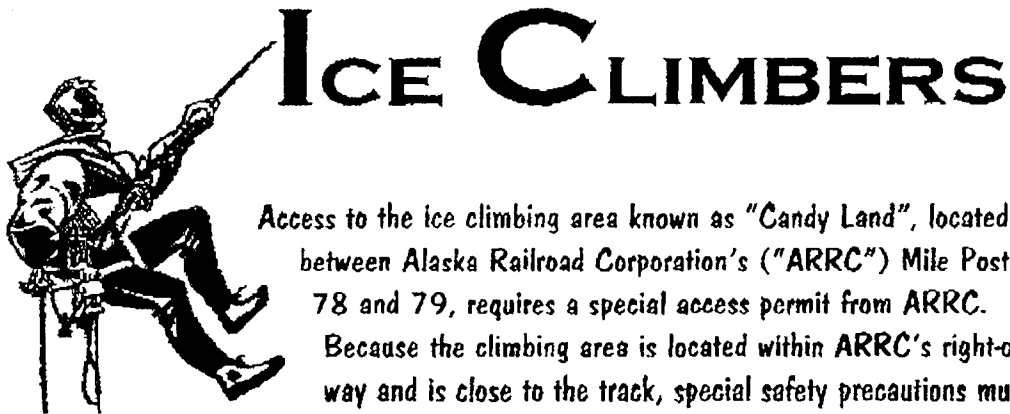 ICE CLIMBERS
Access to the ice climbing area known as "Candy Land", located
between Alaska Railroad Corporation's ("ARRC") Mile Post
78 and 79, requires a special access permit from ARRC.
Because the climbing area is located within ARRC's right-o
way and is close to the track, special safety precautions mu